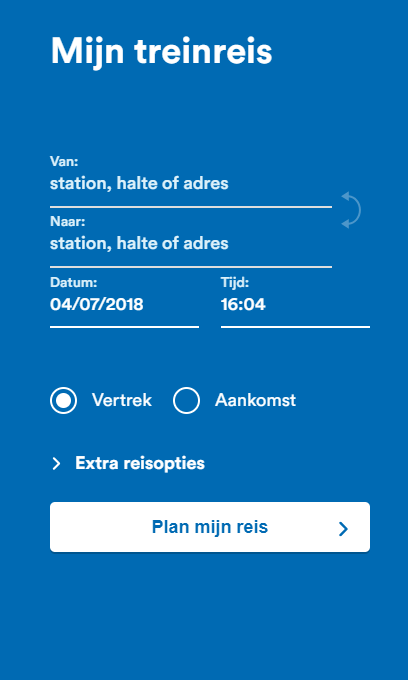 Mijn treinreis
Van:
station, halte of adres
Naar:
station, halte of adres
Datum: Tijd:
04/07/2018 16:04
Vertrek Aankomst
Extra reisopties
Plan mijn reis